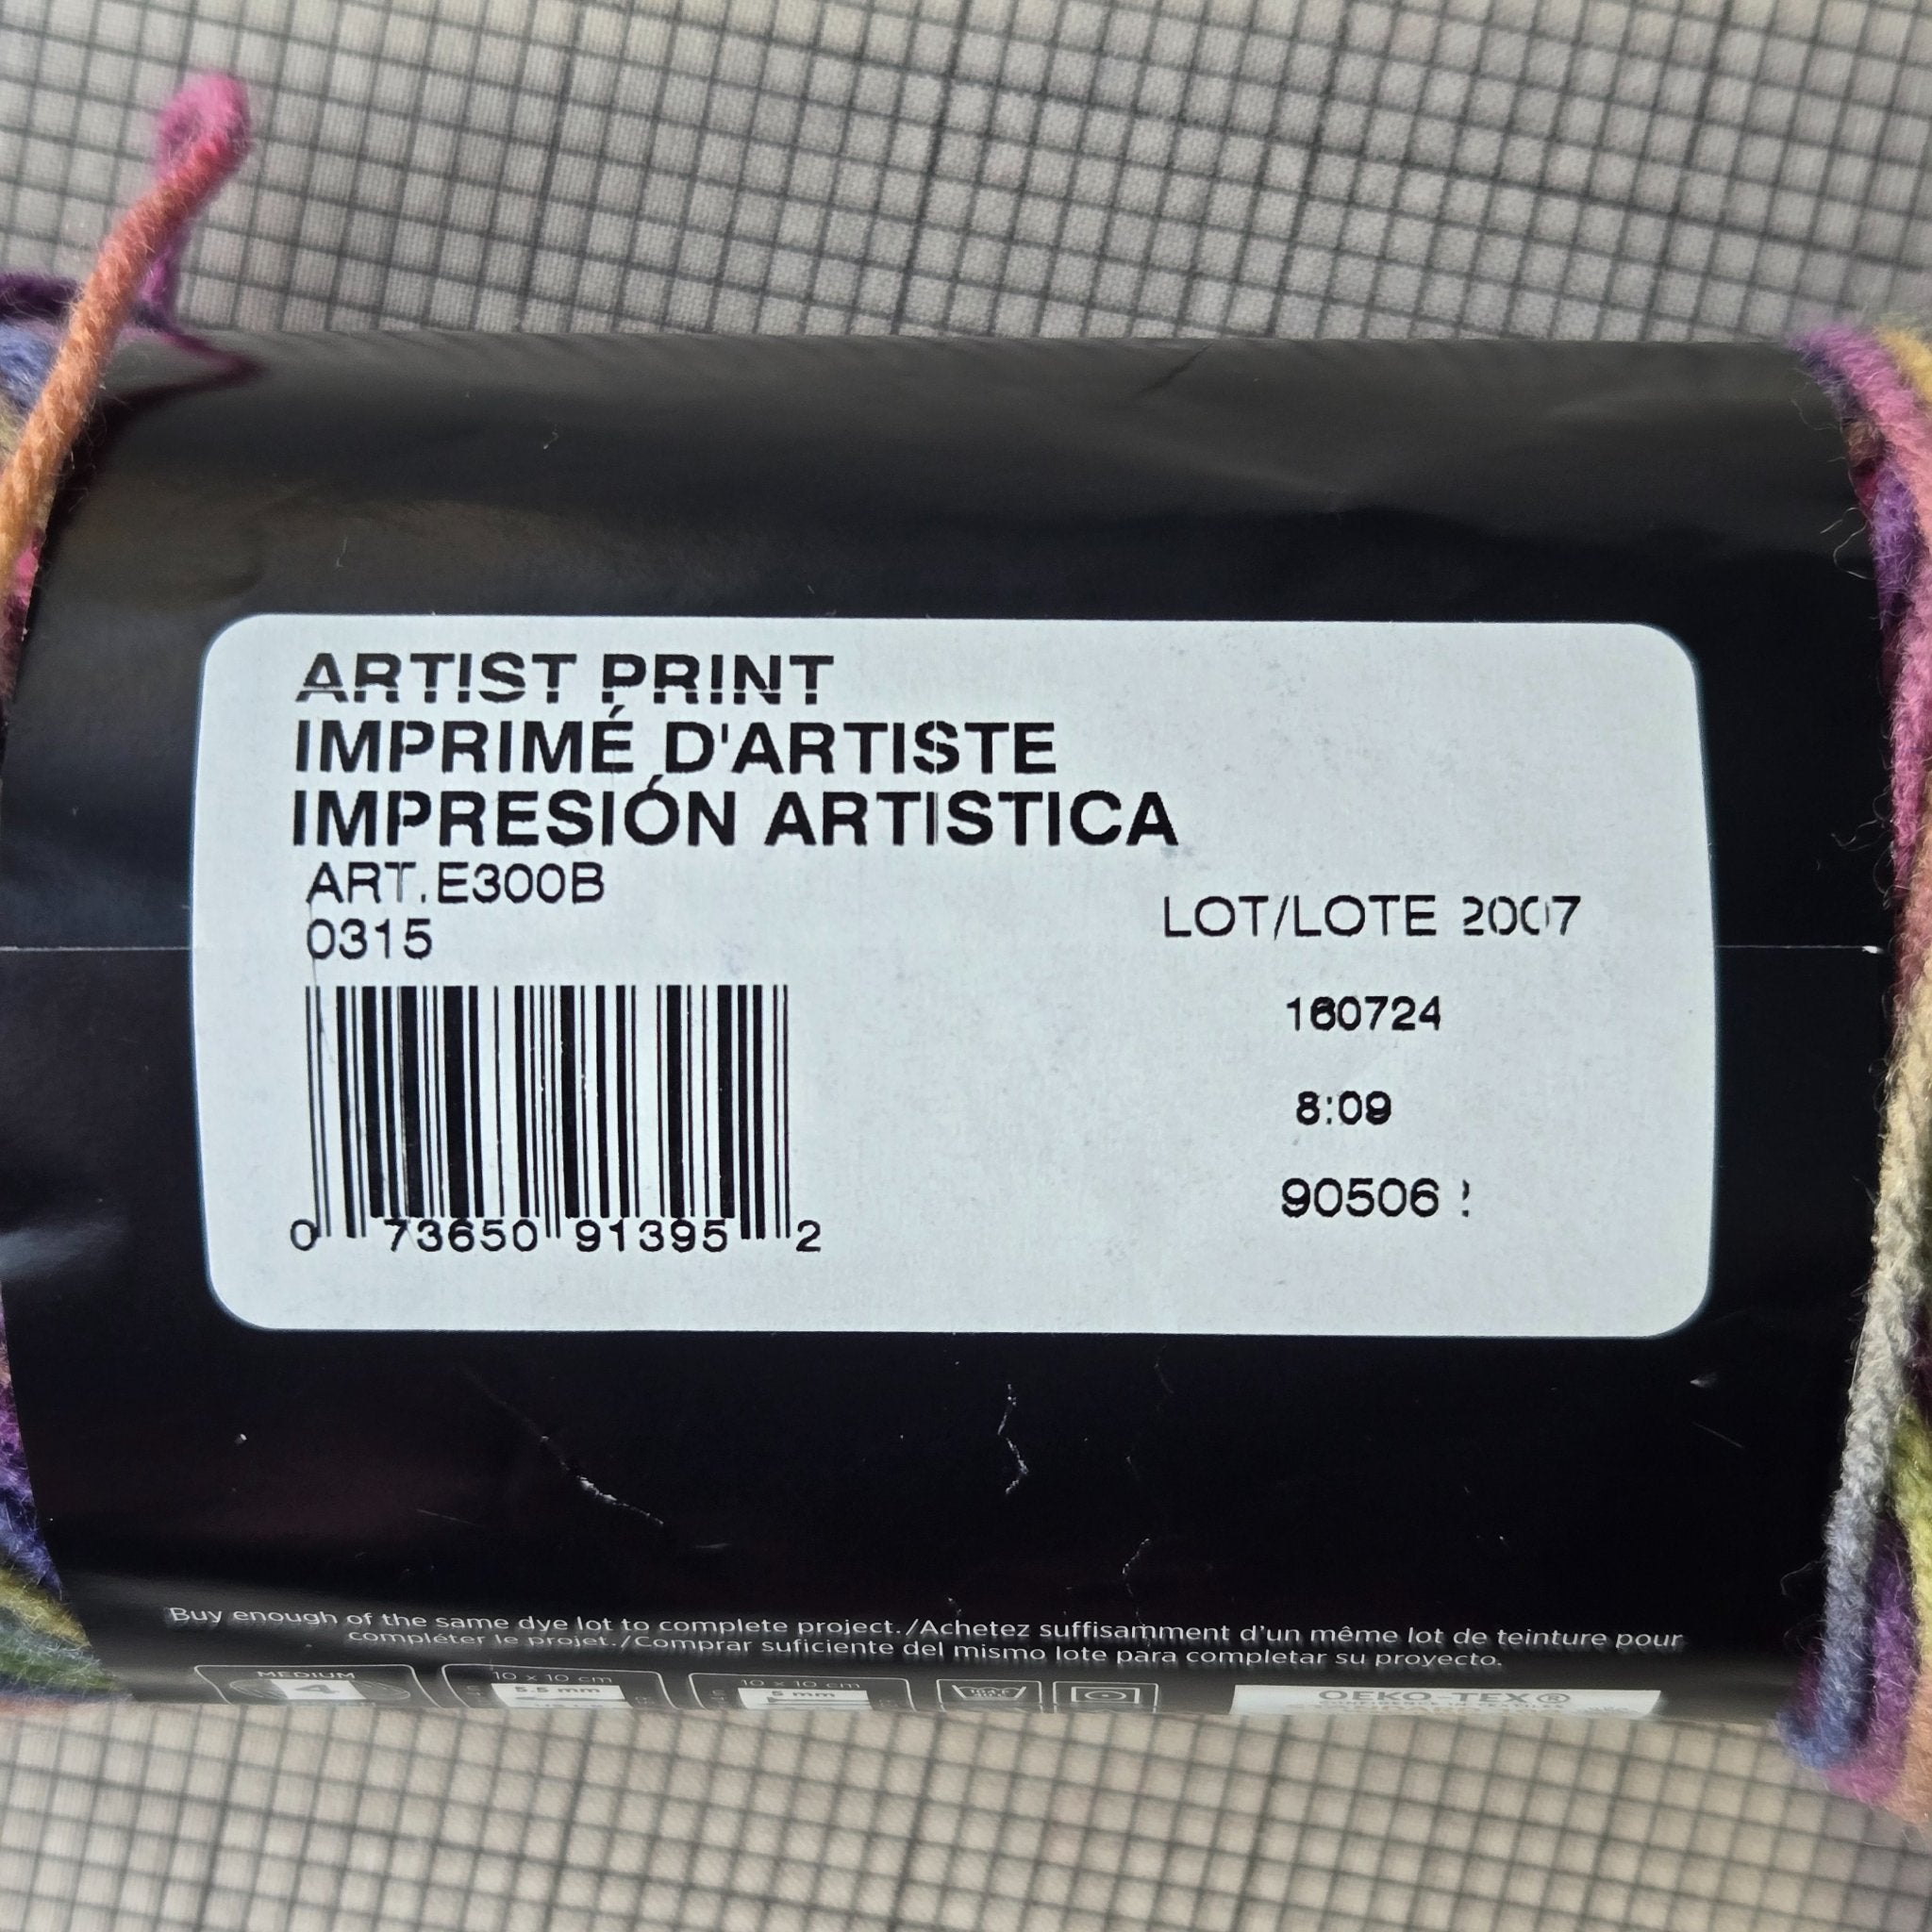 ARTIST PRINT
IMPRIMÉ D'ARTISTE
IMPRESIÓN ARTISTICA
ART.E300B
0315
LOT/LOTE 2007
160724
8:09
90506
0 73650 91395 2
Buy enough of the same dye lot to complete project./Achetez suffisamment d'un même lot de teinture pour
compléter le projet./Comprar suficiente del mismo lote para completar su proyecto.
MEDIUM
4
10 x 10 cm
5.5 mm
10 x 10 cm
5 mm
OEKO-TEX®